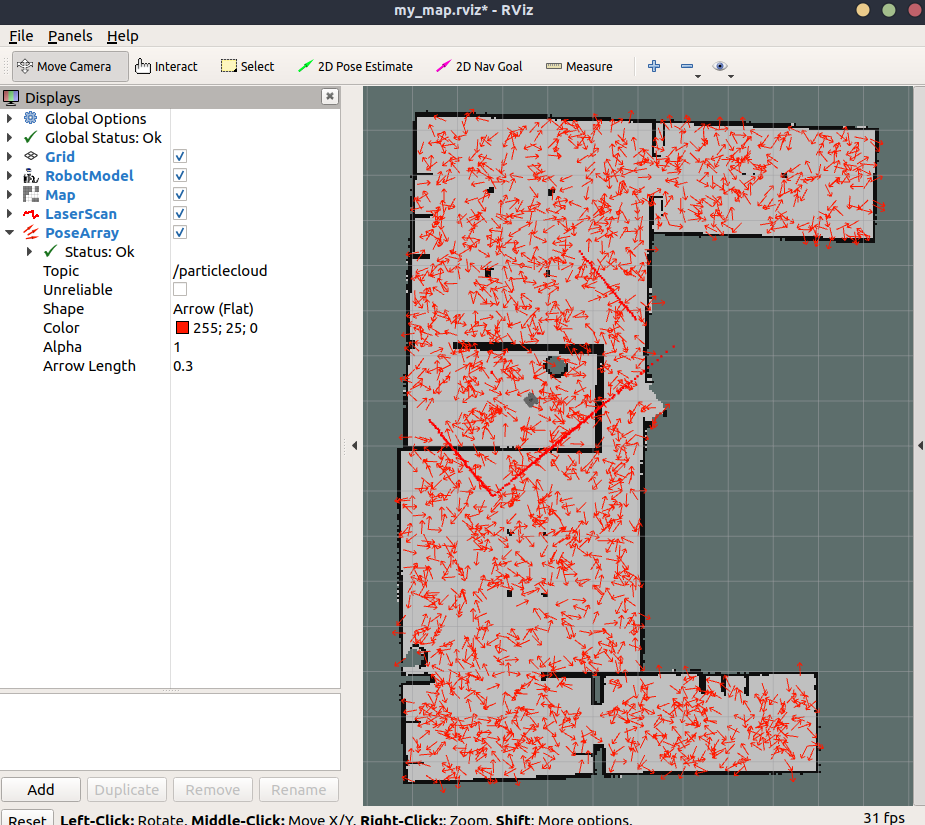 my_map.rviz* - RViz
File Panels Help
Move Camera Interact Select 2D Pose Estimate 2D Nav Goal Measure
Displays
Global Options
Global Status: Ok
Grid
RobotModel
Map
LaserScan
PoseArray
Status: Ok
Topic /particlecloud
Unreliable
Shape Arrow (Flat)
Color 255; 25; 0
Alpha 1
Arrow Length 0.3
Add Duplicate Remove Rename
Reset Left-Click: Rotate. Middle-Click: Move X/Y. Right-Click:: Zoom. Shift: More options. 31 fps